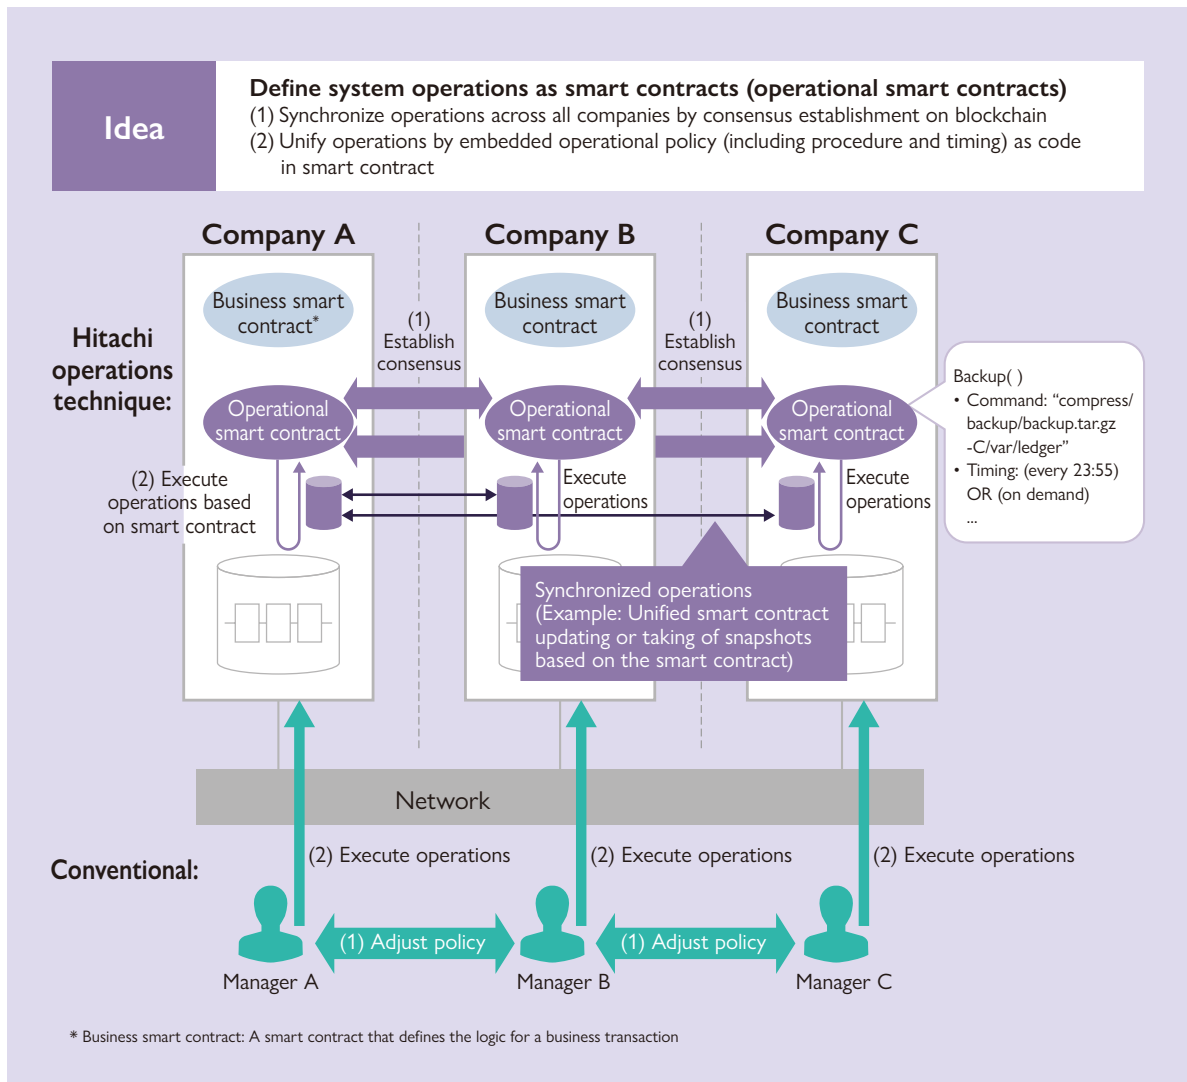 Idea
Define system operations as smart contracts (operational smart contracts)
(1) Synchronize operations across all companies by consensus establishment on blockchain
(2) Unify operations by embedded operational policy (including procedure and timing) as code
in smart contract
Company A
Company B
Company C
Hitachi
operations
technique:
Business smart
contract*
(1)
Establish
consensus
Business smart
contract
(1)
Establish
consensus
Business smart
contract
Operational
smart contract
Operational
smart contract
Operational
smart contract
Backup( )
• Command: “compress/
backup/backup.tar.gz
-C/var/ledger”
• Timing: (every 23:55)
OR (on demand)
...
(2) Execute
operations based
on smart contract
Execute
operations
Execute
operations
Synchronized operations
(Example: Unified smart contract
updating or taking of snapshots
based on the smart contract)
Network
Conventional:
(2) Execute operations
(2) Execute operations
(2) Execute operations
(1) Adjust policy
(1) Adjust policy
Manager A
Manager B
Manager C
* Business smart contract: A smart contract that defines the logic for a business transaction